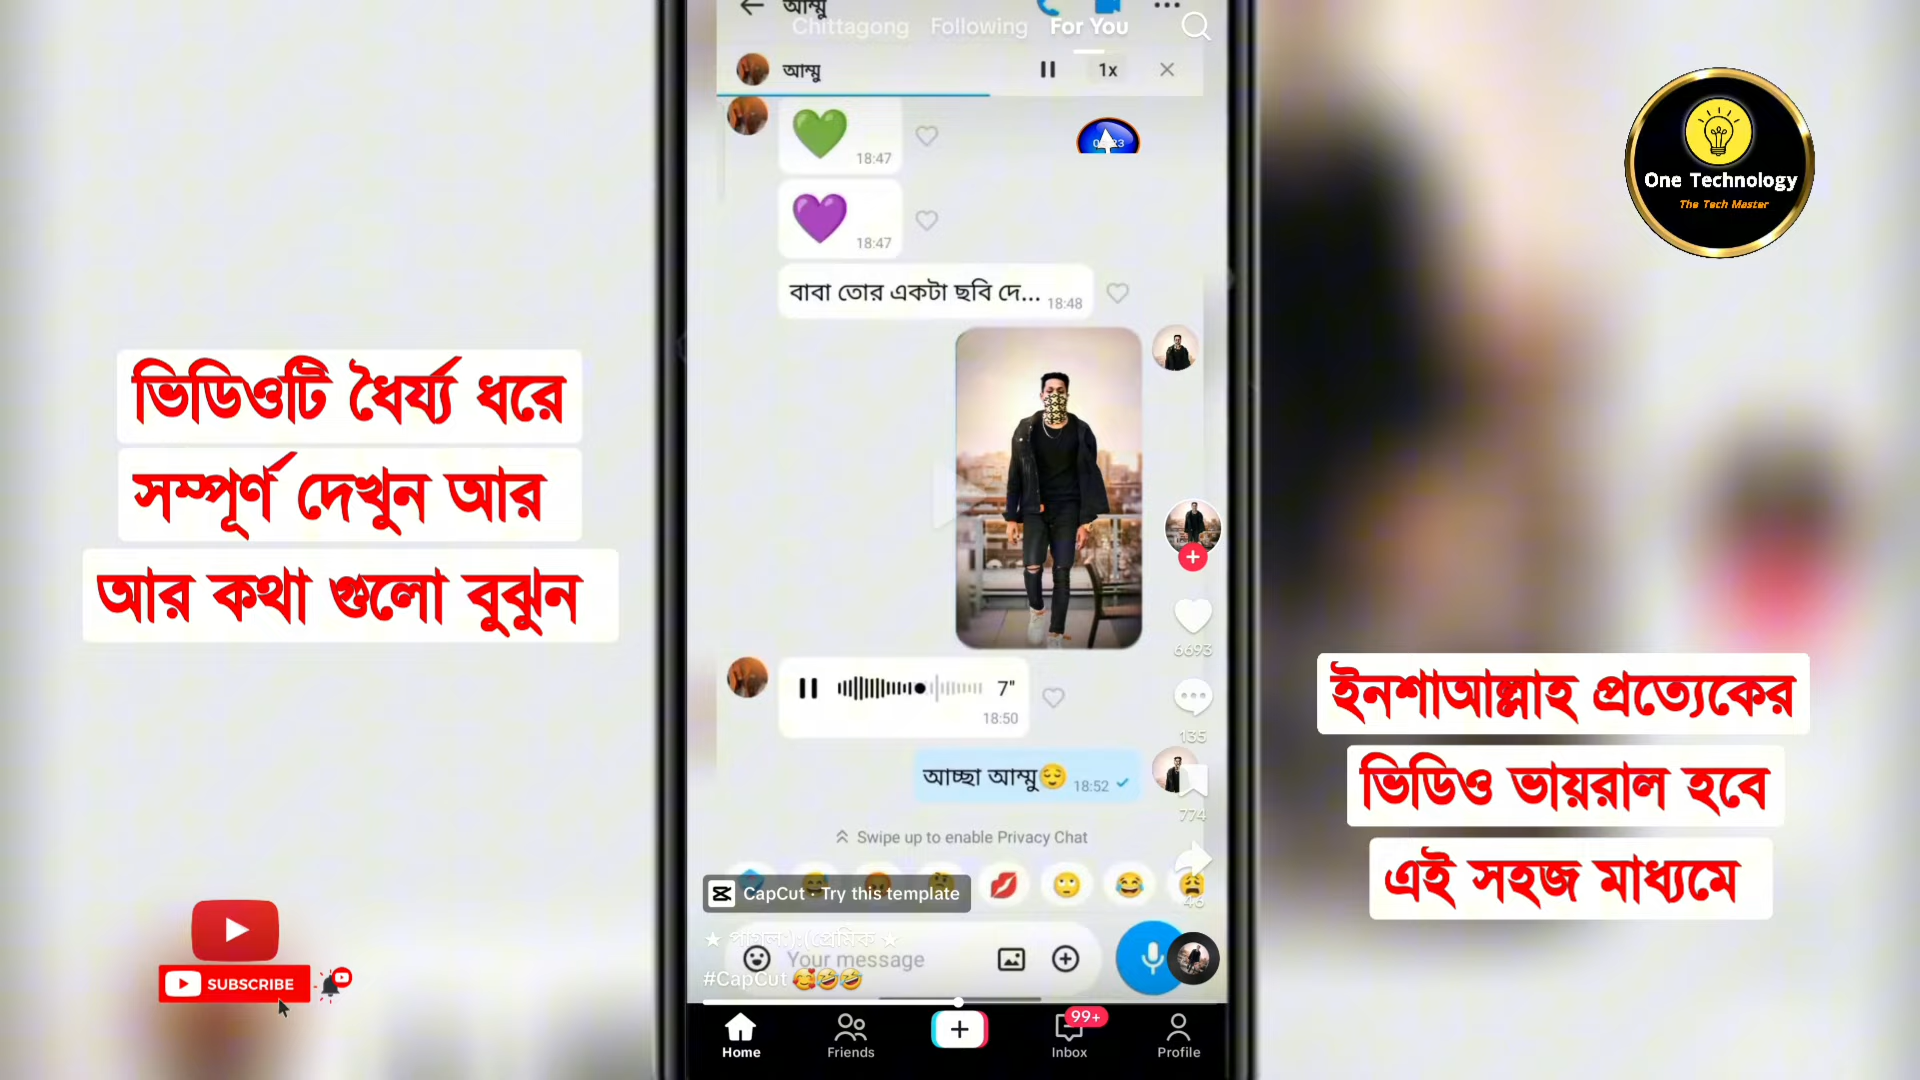 আম্মু
Chittagong Following For You
আম্মু
1x
18:47
18:47
বাবা তোর একটা ছবি দে... 18:48
6693
7"
18:50
135
আচ্ছা আম্মু😌 18:52
774
Swipe up to enable Privacy Chat
CapCut · Try this template
46
★ পাগল:):(প্রেমিক ★
Your message
#CapCut 🥰🤣🤣
99+
Home Friends Inbox Profile
ভিডিওটি ধৈর্য্য ধরে
সম্পূর্ণ দেখুন আর
আর কথা গুলো বুঝুন
SUBSCRIBE
One Technology
The Tech Master
ইনশাআল্লাহ প্রত্যেকের
ভিডিও ভায়রাল হবে
এই সহজ মাধ্যমে